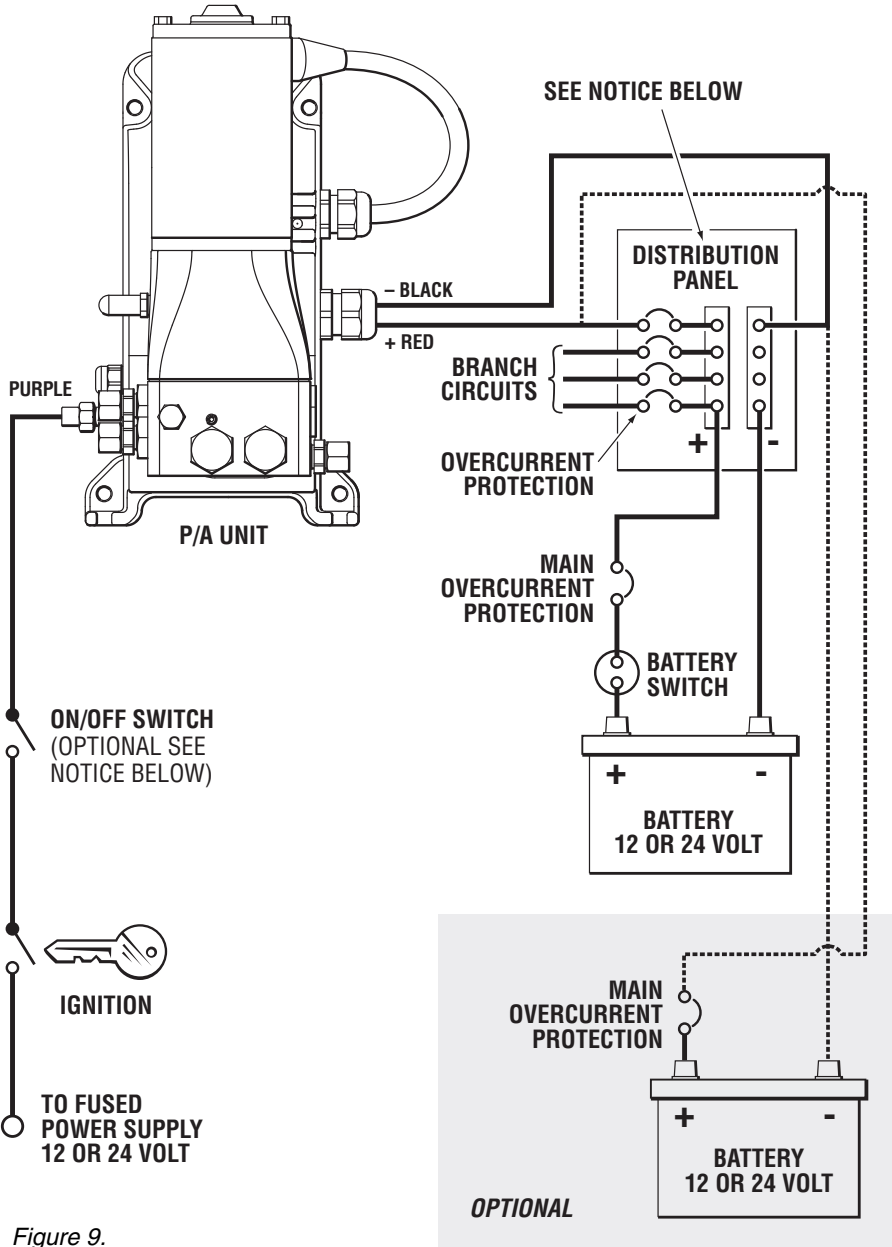 SEE NOTICE BELOW
DISTRIBUTION
PANEL
– BLACK
+ RED
BRANCH
CIRCUITS
PURPLE
+ -
OVERCURRENT
PROTECTION
P/A UNIT
MAIN
OVERCURRENT
PROTECTION
BATTERY
SWITCH
ON/OFF SWITCH
(OPTIONAL SEE
NOTICE BELOW)
+ -
BATTERY
12 OR 24 VOLT
IGNITION
MAIN
OVERCURRENT
PROTECTION
TO FUSED
POWER SUPPLY
12 OR 24 VOLT
+ -
BATTERY
12 OR 24 VOLT
OPTIONAL
Figure 9.